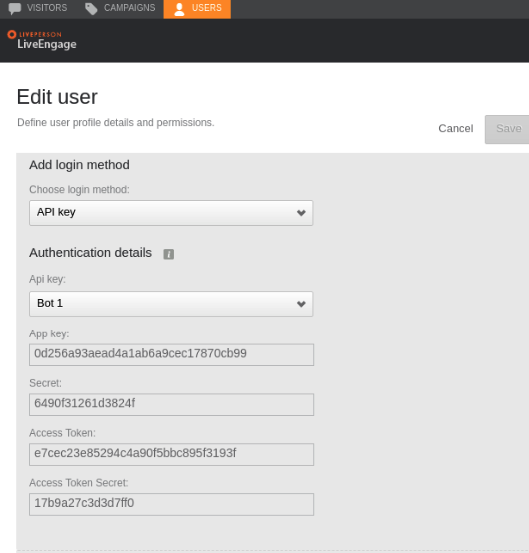 VISITORS CAMPAIGNS USERS
LIVEPERSON
LiveEngage
Edit user
Define user profile details and permissions.
Cancel Save
Add login method
Choose login method:
API key
Authentication details i
Api key:
Bot 1
App key:
0d256a93aead4a1ab6a9cec17870cb99
Secret:
6490f31261d3824f
Access Token:
e7cec23e85294c4a90f5bbc895f3193f
Access Token Secret:
17b9a27c3d3d7ff0